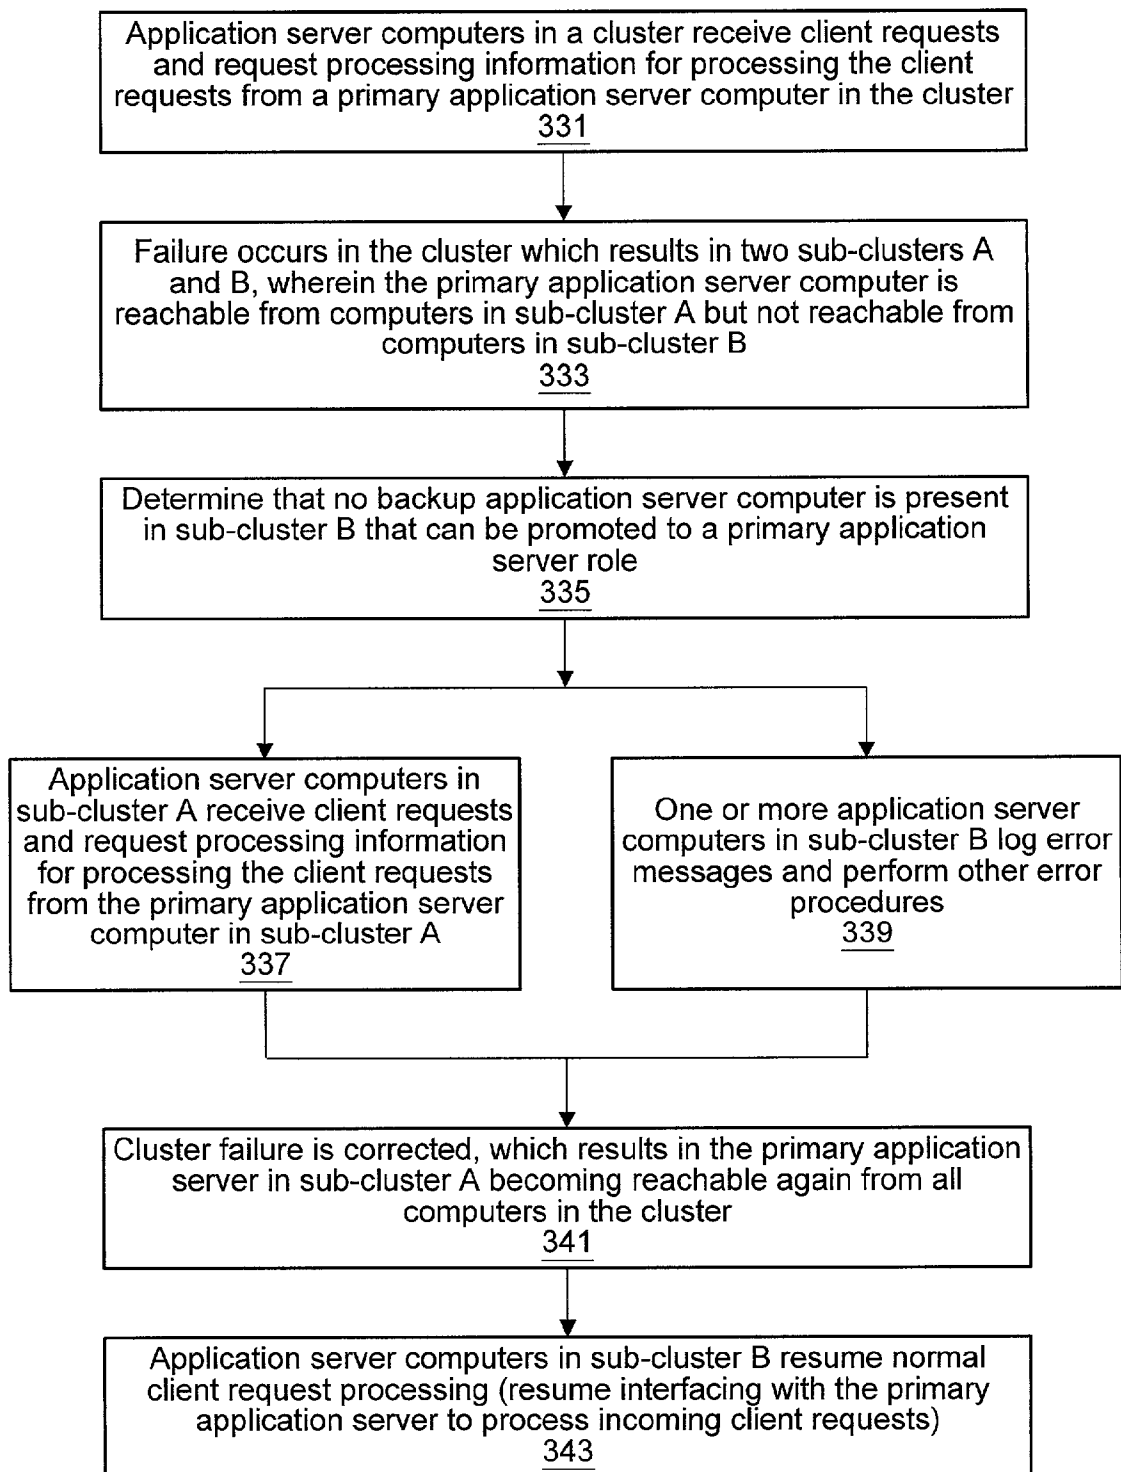 Application server computers in a cluster receive client requests
and request processing information for processing the client
requests from a primary application server computer in the cluster
331
Failure occurs in the cluster which results in two sub-clusters A
and B, wherein the primary application server computer is
reachable from computers in sub-cluster A but not reachable from
computers in sub-cluster B
333
Determine that no backup application server computer is present
in sub-cluster B that can be promoted to a primary application
server role
335
Application server computers in
sub-cluster A receive client requests
and request processing information
for processing the client requests
from the primary application server
computer in sub-cluster A
337
One or more application server
computers in sub-cluster B log error
messages and perform other error
procedures
339
Cluster failure is corrected, which results in the primary application
server in sub-cluster A becoming reachable again from all
computers in the cluster
341
Application server computers in sub-cluster B resume normal
client request processing (resume interfacing with the primary
application server to process incoming client requests)
343